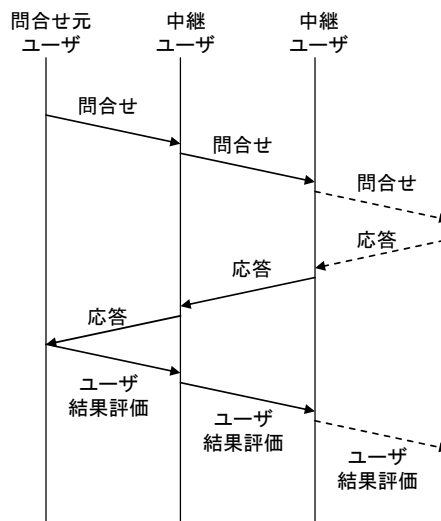 問合せ元
ユーザ
中継
ユーザ
中継
ユーザ
問合せ
問合せ
問合せ
応答
応答
応答
ユーザ
結果評価
ユーザ
結果評価
ユーザ
結果評価